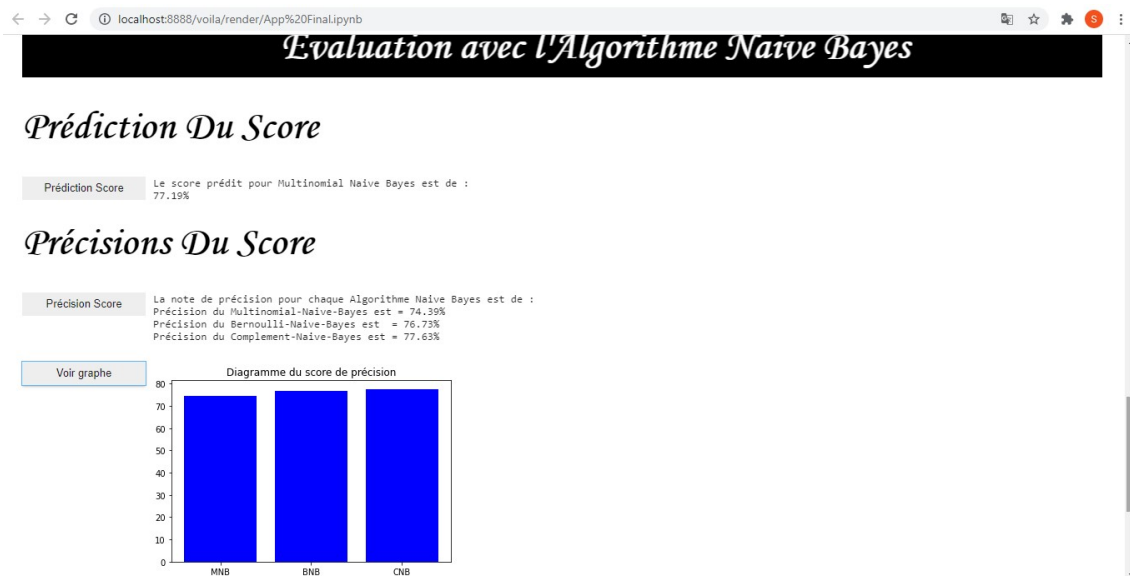 localhost:8888/voila/render/App%20Final.ipynb
S
Evaluation avec l'Algorithme Naive Bayes
Prédiction Du Score
Prédiction Score
Le score prédit pour Multinomial Naive Bayes est de :
77.19%
Précisions Du Score
Précision Score
La note de précision pour chaque Algorithme Naive Bayes est de :
Précision du Multinomial-Naive-Bayes est = 74.39%
Précision du Bernoulli-Naive-Bayes est  = 76.73%
Précision du Complement-Naive-Bayes est = 77.63%
Voir graphe
Diagramme du score de précision
80
70
60
50
40
30
20
10
0
MNB BNB CNB